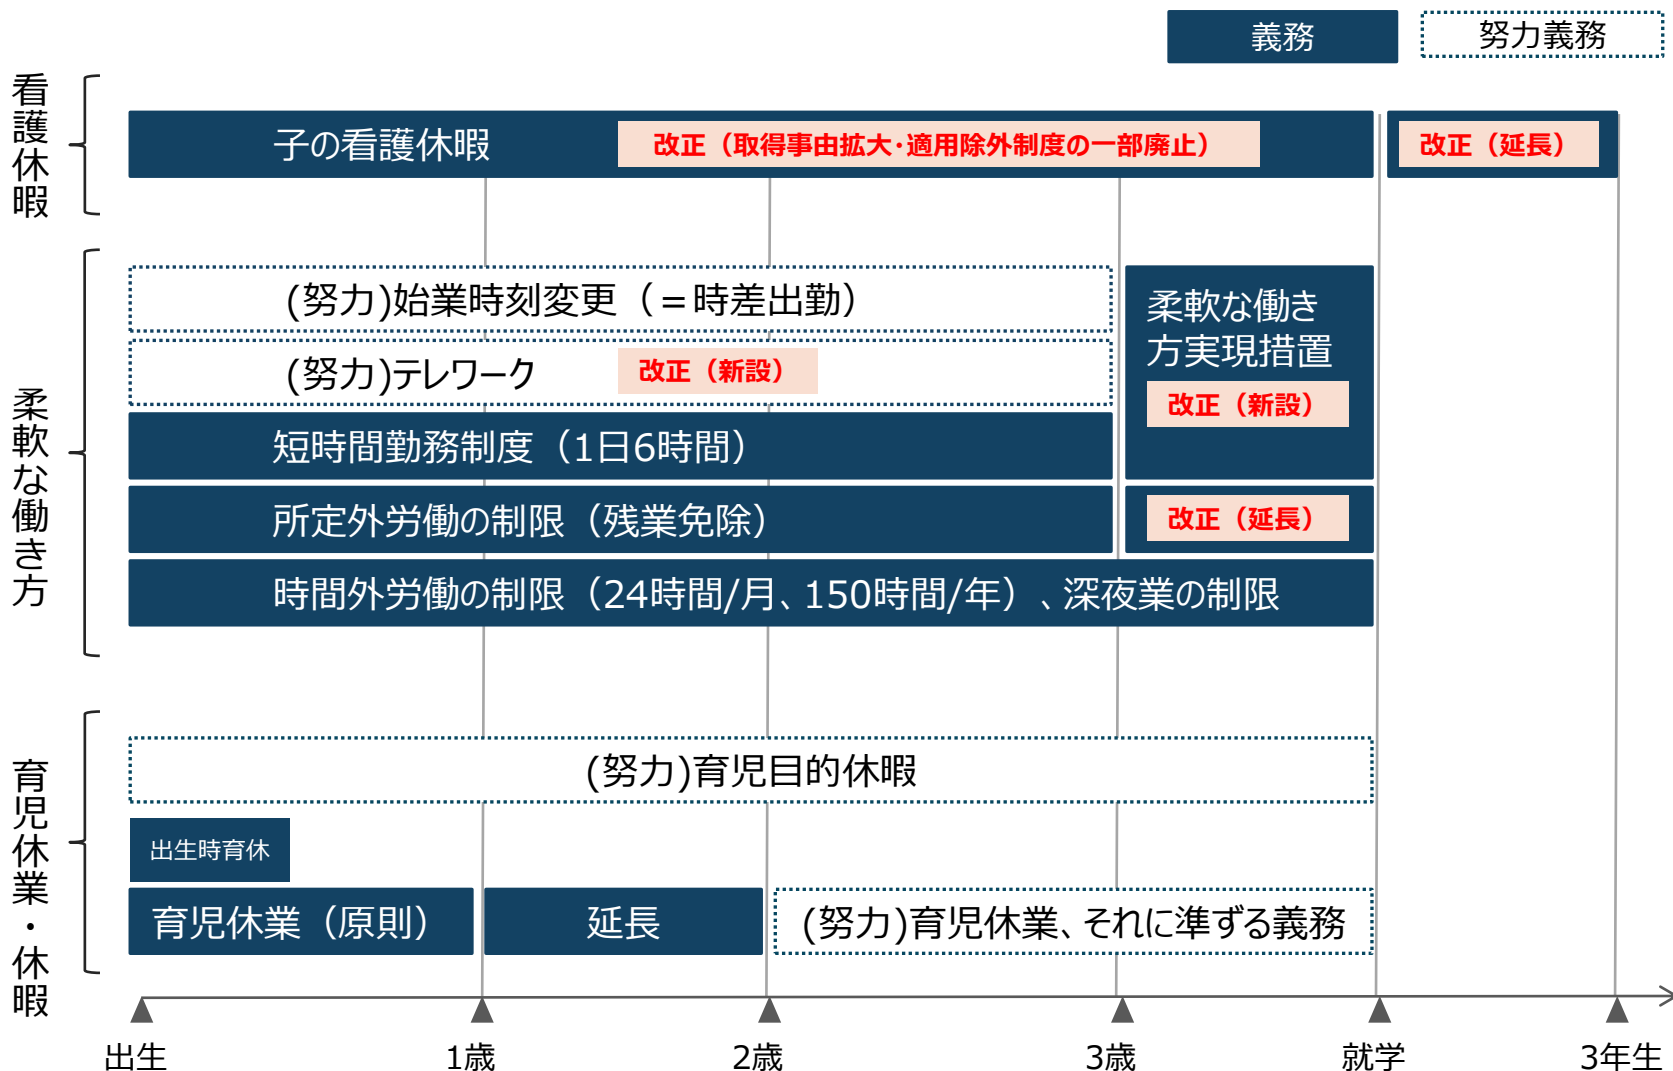 義務
努力義務
看護休暇
子の看護休暇
改正（取得事由拡大・適用除外制度の一部廃止）
改正（延長）
柔軟な働き方
(努力)始業時刻変更（＝時差出勤）
柔軟な働き
方実現措置
改正（新設）
(努力)テレワーク
改正（新設）
短時間勤務制度（1日6時間）
所定外労働の制限（残業免除）
改正（延長）
時間外労働の制限（24時間/月、150時間/年）、深夜業の制限
育児休業・休暇
(努力)育児目的休暇
出生時育休
育児休業（原則）
延長
(努力)育児休業、それに準ずる義務
出生
1歳
2歳
3歳
就学
3年生